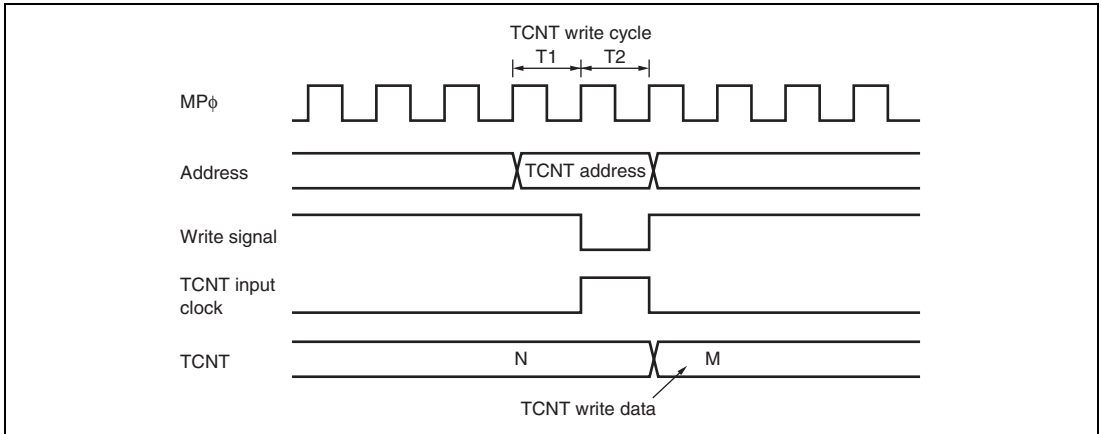 TCNT write cycle
T1 T2
MPϕ
Address
TCNT address
Write signal
TCNT input
clock
TCNT
N
M
TCNT write data